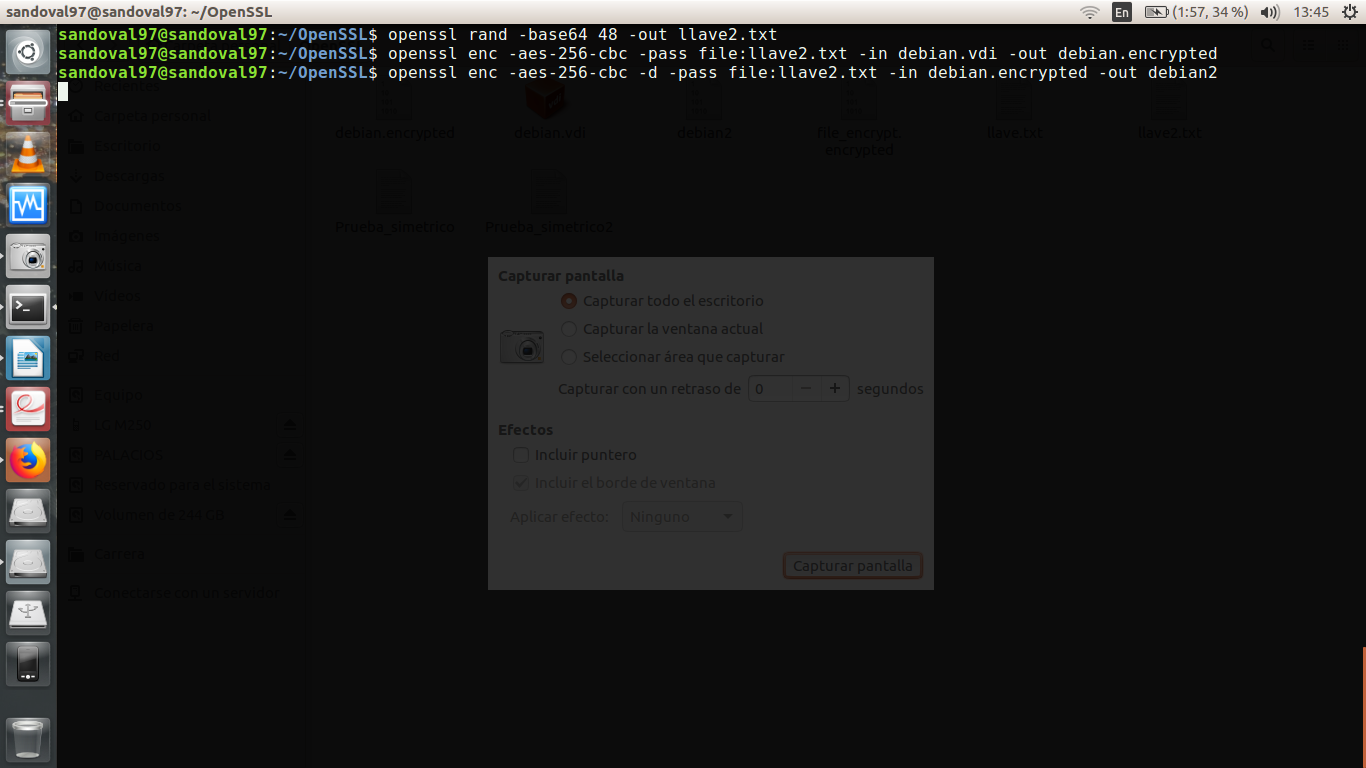 sandoval97@sandoval97: ~/OpenSSL
En
(1:57, 34 %)
13:45
sandoval97@sandoval97:~/OpenSSL$ openssl rand -base64 48 -out llave2.txt
sandoval97@sandoval97:~/OpenSSL$ openssl enc -aes-256-cbc -pass file:llave2.txt -in debian.vdi -out debian.encrypted
sandoval97@sandoval97:~/OpenSSL$ openssl enc -aes-256-cbc -d -pass file:llave2.txt -in debian.encrypted -out debian2
Recientes
Carpeta personal
Escritorio
Descargas
Documentos
Imágenes
Música
Vídeos
Papelera
Red
Equipo
LG M250
PALACIOS
Reservado para el sistema
Volumen de 244 GB
Carrera
Conectarse con un servidor
debian.encrypted
debian.vdi
debian2
file_encrypt.
encrypted
llave.txt
llave2.txt
Prueba_simetrico
Prueba_simetrico2
Capturar pantalla
Capturar todo el escritorio
Capturar la ventana actual
Seleccionar área que capturar
Capturar con un retraso de 0 − + segundos
Efectos
Incluir puntero
Incluir el borde de ventana
Aplicar efecto: Ninguno
Capturar pantalla